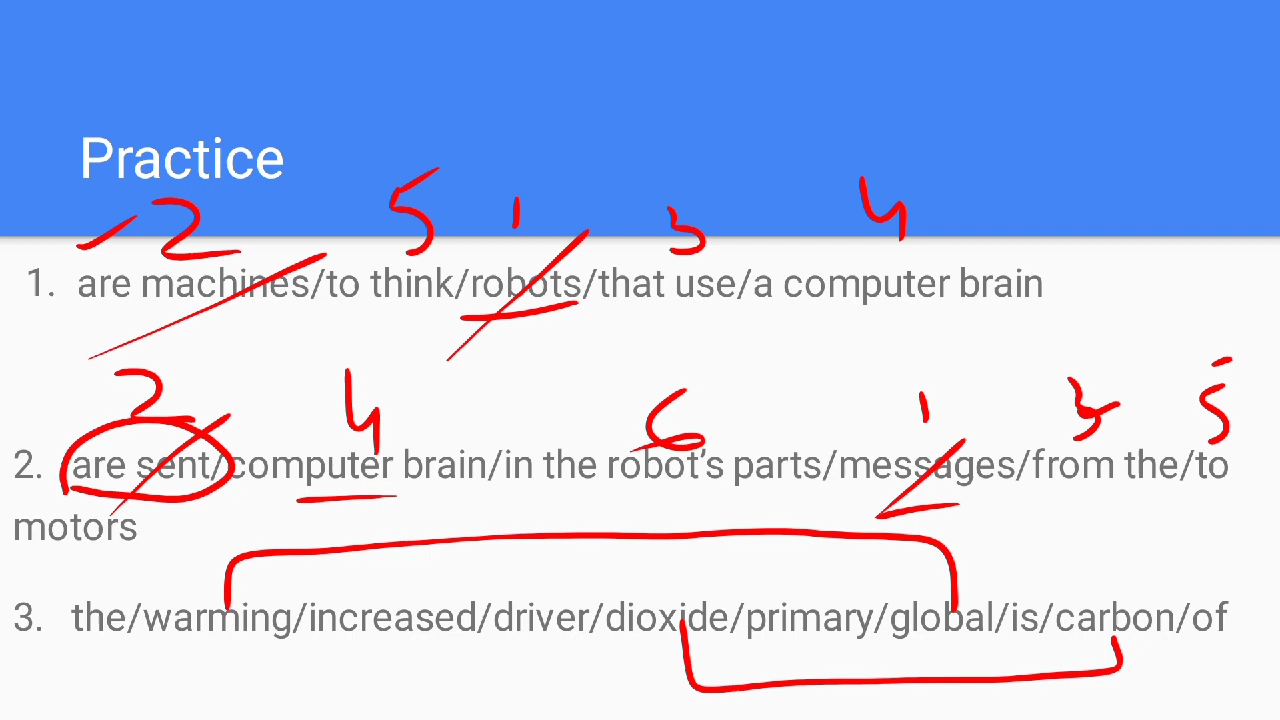 Practice
2 5 1 3 4
1. are machines/to think/robots/that use/a computer brain
2 4 6 1 3 5
2. are sent/computer brain/in the robot's parts/messages/from the/to
motors
3. the/warming/increased/driver/dioxide/primary/global/is/carbon/of